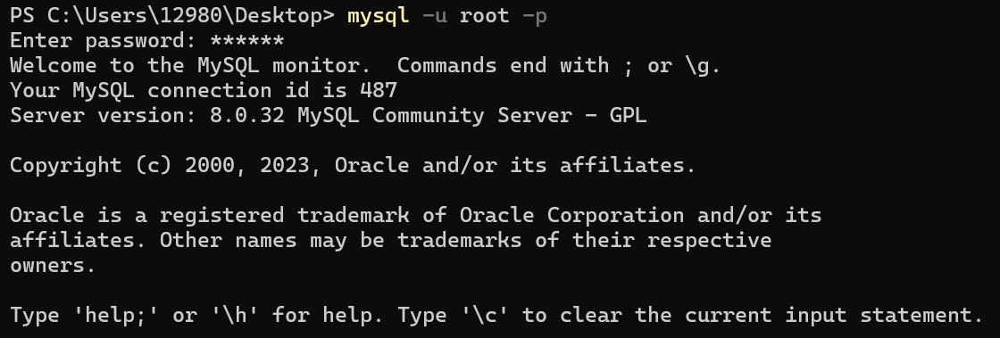 PS C:\Users\12980\Desktop> mysql -u root -p
Enter password: ******
Welcome to the MySQL monitor.  Commands end with ; or \g.
Your MySQL connection id is 487
Server version: 8.0.32 MySQL Community Server - GPL

Copyright (c) 2000, 2023, Oracle and/or its affiliates.

Oracle is a registered trademark of Oracle Corporation and/or its
affiliates. Other names may be trademarks of their respective
owners.

Type 'help;' or '\h' for help. Type '\c' to clear the current input statement.